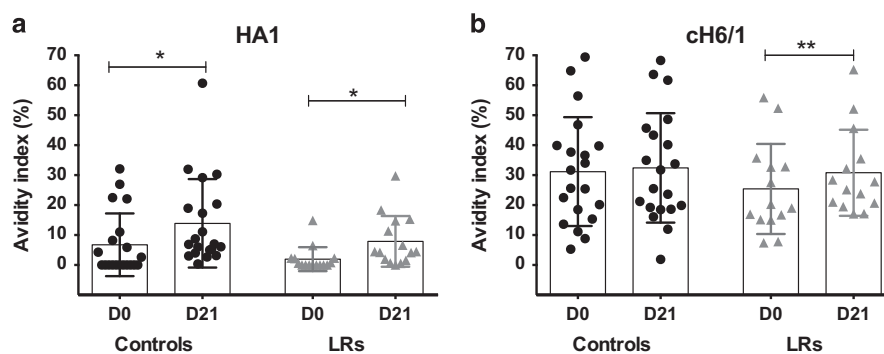 a
HA1
Avidity index (%)
70
60
50
40
30
20
10
0
*
*
D0
D21
D0
D21
Controls
LRs
b
cH6/1
Avidity index (%)
70
60
50
40
30
20
10
0
**
D0
D21
D0
D21
Controls
LRs